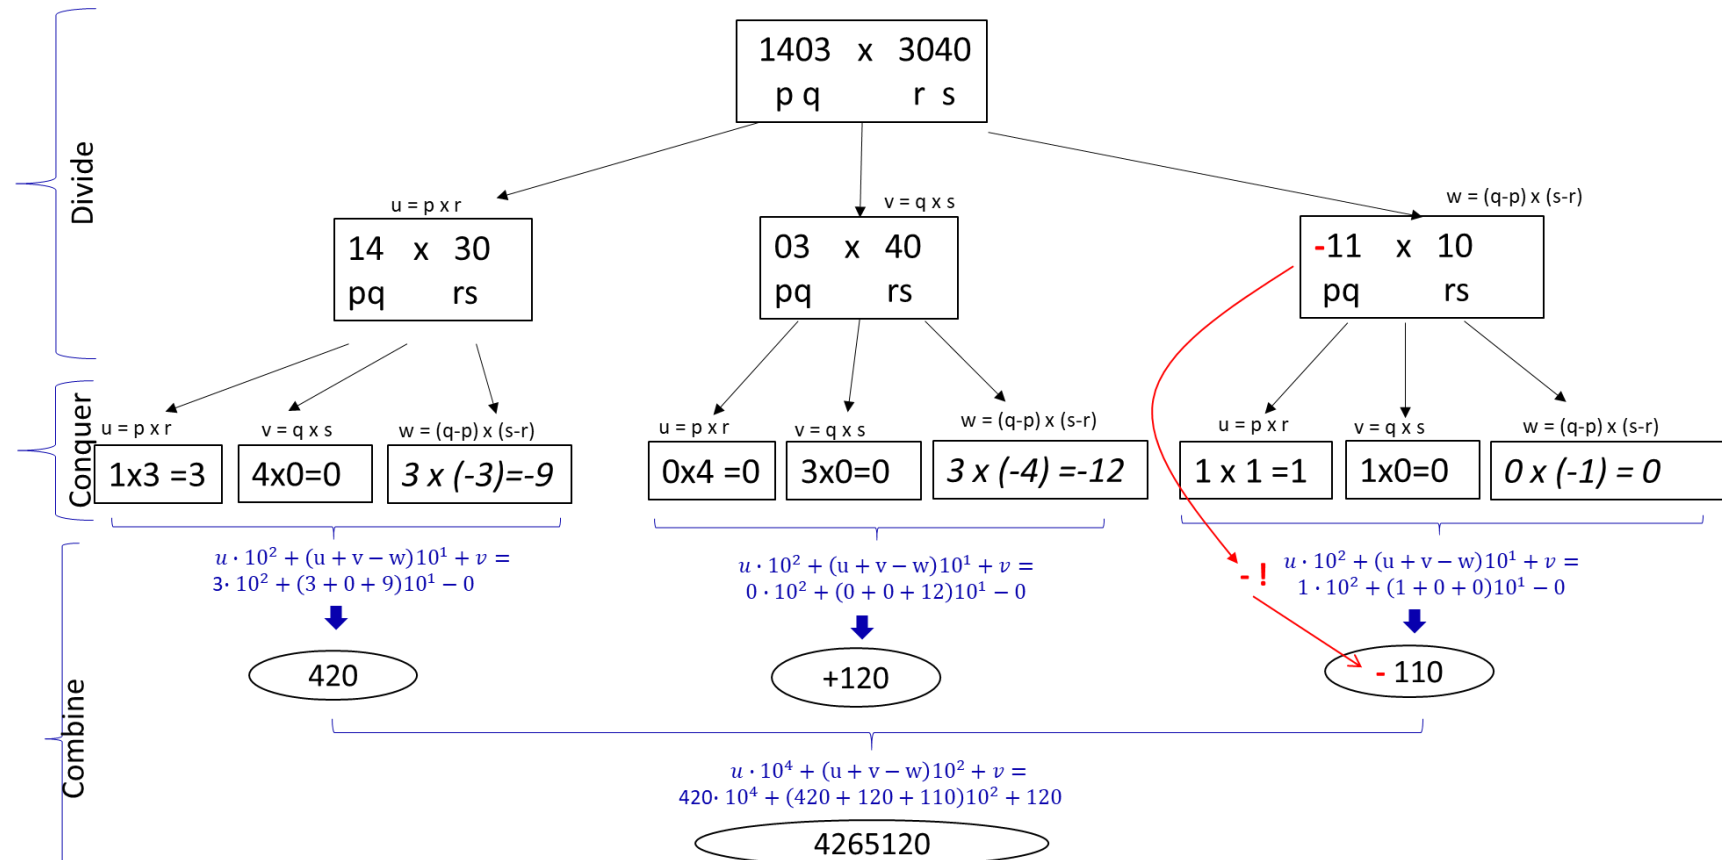 1403 x 3040
p q r s
Divide
u = p x r
14 x 30
pq rs
v = q x s
03 x 40
pq rs
w = (q-p) x (s-r)
-11 x 10
pq rs
Conquer
u = p x r
1x3 =3
v = q x s
4x0=0
w = (q-p) x (s-r)
3 x (-3)=-9
u = p x r
0x4 =0
v = q x s
3x0=0
w = (q-p) x (s-r)
3 x (-4) =-12
u = p x r
1 x 1 =1
v = q x s
1x0=0
w = (q-p) x (s-r)
0 x (-1) = 0
Combine
u · 10² + (u + v − w)10¹ + v =
3· 10² + (3 + 0 + 9)10¹ − 0
420
u · 10² + (u + v − w)10¹ + v =
0 · 10² + (0 + 0 + 12)10¹ − 0
+120
- !
u · 10² + (u + v − w)10¹ + v =
1 · 10² + (1 + 0 + 0)10¹ − 0
- 110
u · 10⁴ + (u + v − w)10² + v =
420· 10⁴ + (420 + 120 + 110)10² + 120
4265120